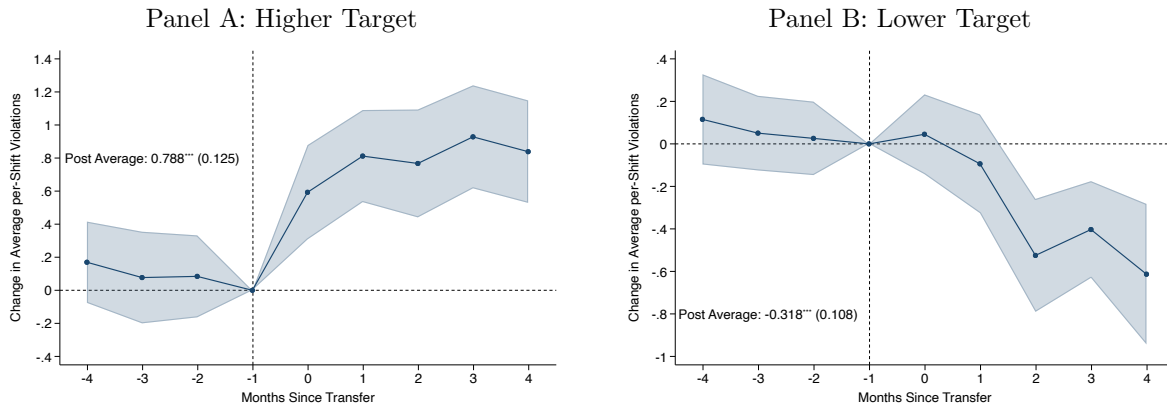 Panel A: Higher Target
Change in Average per-Shift Violations
1.4
1.2
1
.8
.6
.4
.2
0
-.2
-.4
Post Average: 0.788*** (0.125)
-4 -3 -2 -1 0 1 2 3 4
Months Since Transfer
Panel B: Lower Target
Change in Average per-Shift Violations
.4
.2
0
-.2
-.4
-.6
-.8
-1
Post Average: -0.318*** (0.108)
-4 -3 -2 -1 0 1 2 3 4
Months Since Transfer